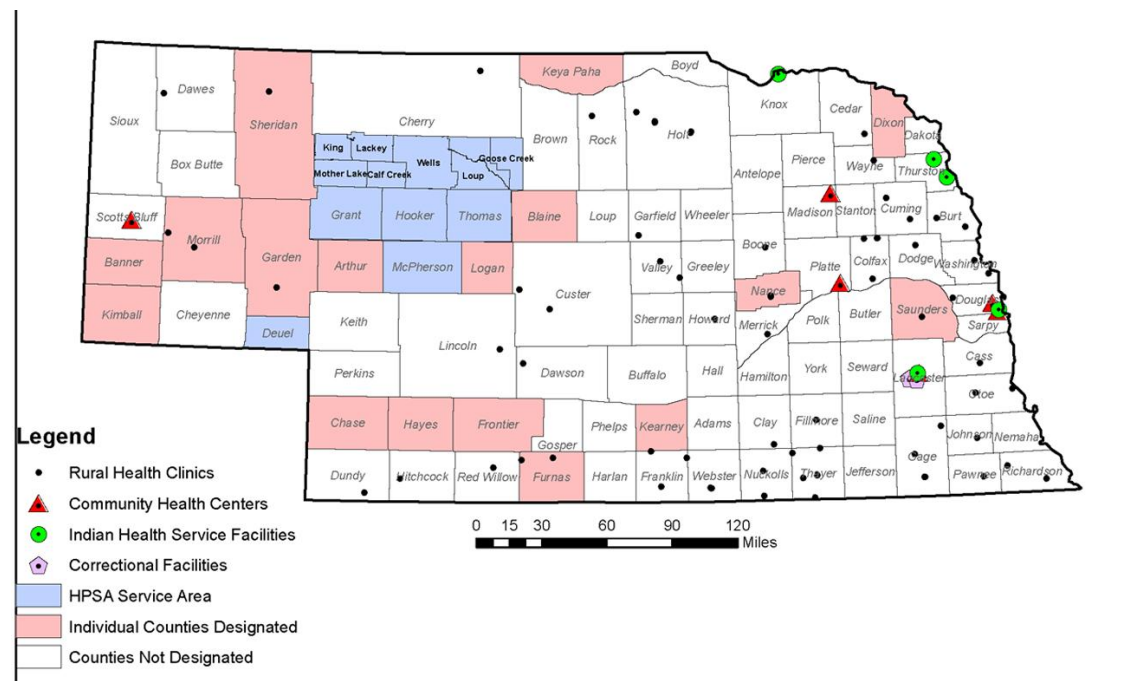 Boyd
Keya Paha
Dawes
Knox
Cedar
Sioux
Sheridan
Cherry
Dixon
Dakota
Brown
Rock
Holt
King
Lackey
Box Butte
Wells
Goose Creek
Pierce
Wayne
Thurston
Mother Lake
Calf Creek
Loup
Antelope
Scotts Bluff
Grant
Hooker
Thomas
Blaine
Loup
Garfield
Wheeler
Madison
Stanton
Cuming
Burt
Morrill
Boone
Banner
Garden
Arthur
McPherson
Logan
Valley
Greeley
Platte
Colfax
Dodge
Washington
Custer
Nance
Douglas
Kimball
Cheyenne
Keith
Sherman
Howard
Merrick
Polk
Butler
Saunders
Sarpy
Deuel
Lincoln
Perkins
Dawson
Buffalo
Hall
Hamilton
York
Seward
Lancaster
Cass
Otoe
Chase
Hayes
Frontier
Gosper
Phelps
Kearney
Adams
Clay
Fillmore
Saline
Johnson
Nemaha
Gage
Dundy
Hitchcock
Red Willow
Furnas
Harlan
Franklin
Webster
Nuckolls
Thayer
Jefferson
Pawnee
Richardson
Legend
Rural Health Clinics
Community Health Centers
Indian Health Service Facilities
Correctional Facilities
HPSA Service Area
Individual Counties Designated
Counties Not Designated
0 15 30 60 90 120
Miles